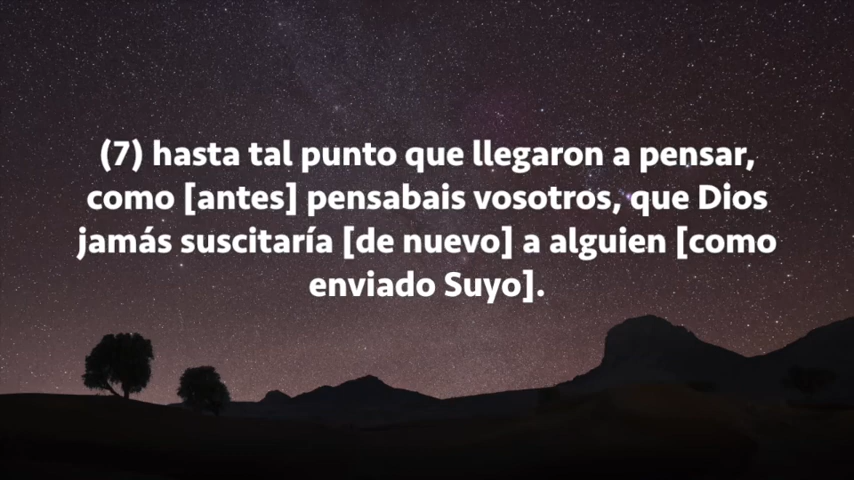 (7) hasta tal punto que llegaron a pensar,
como [antes] pensabais vosotros, que Dios
jamás suscitaría [de nuevo] a alguien [como
enviado Suyo].